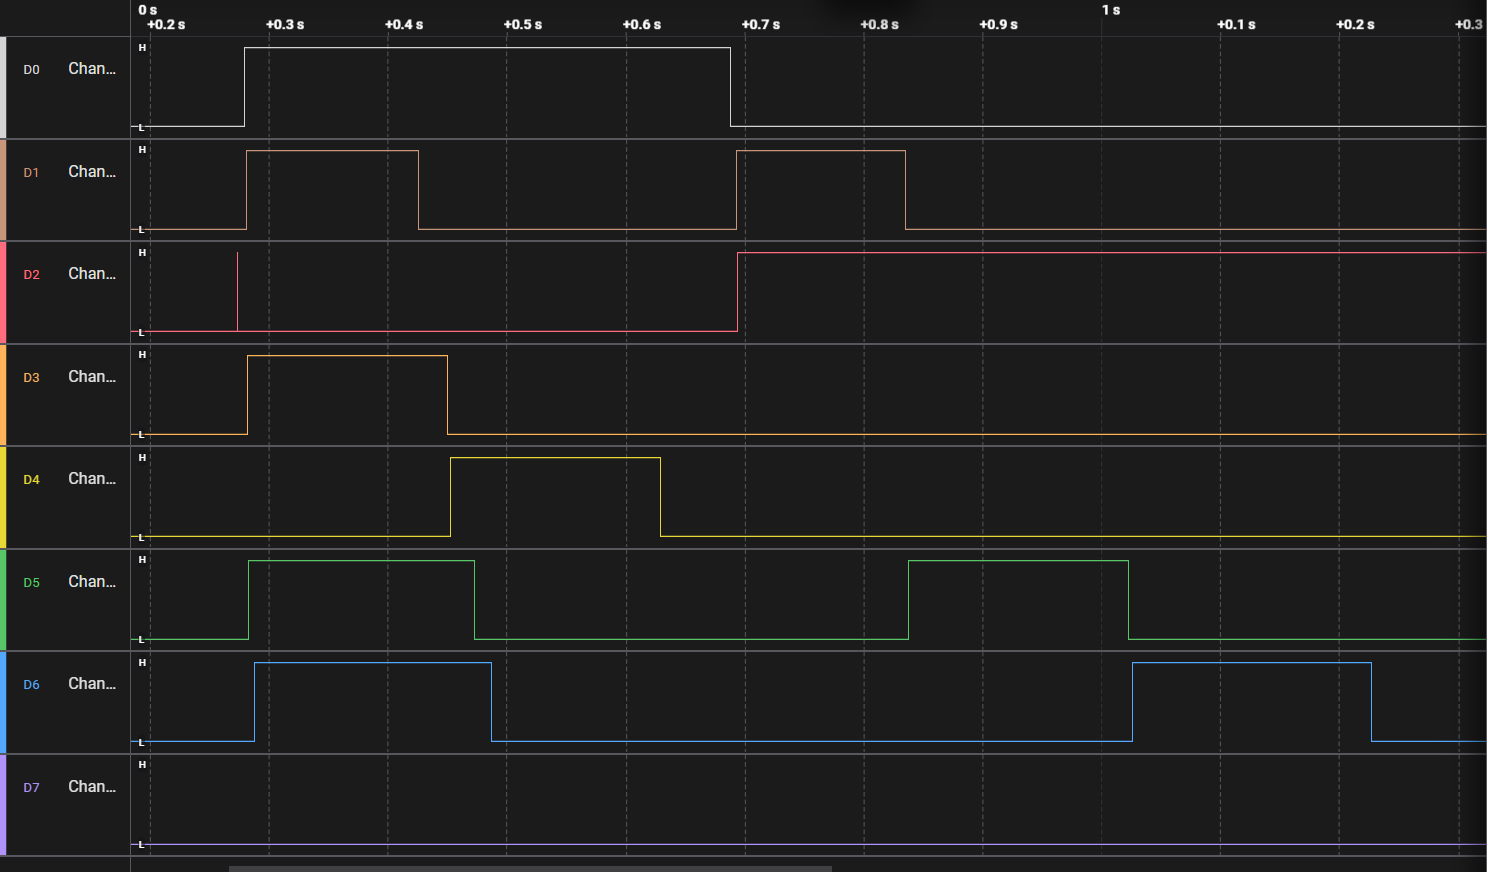 0 s 1 s
+0.2 s +0.3 s +0.4 s +0.5 s +0.6 s +0.7 s +0.8 s +0.9 s +0.1 s +0.2 s +0.3
H
D0 Chan...
L
H
D1 Chan...
L
H
D2 Chan...
L
H
D3 Chan...
L
H
D4 Chan...
L
H
D5 Chan...
L
H
D6 Chan...
L
H
D7 Chan...
L